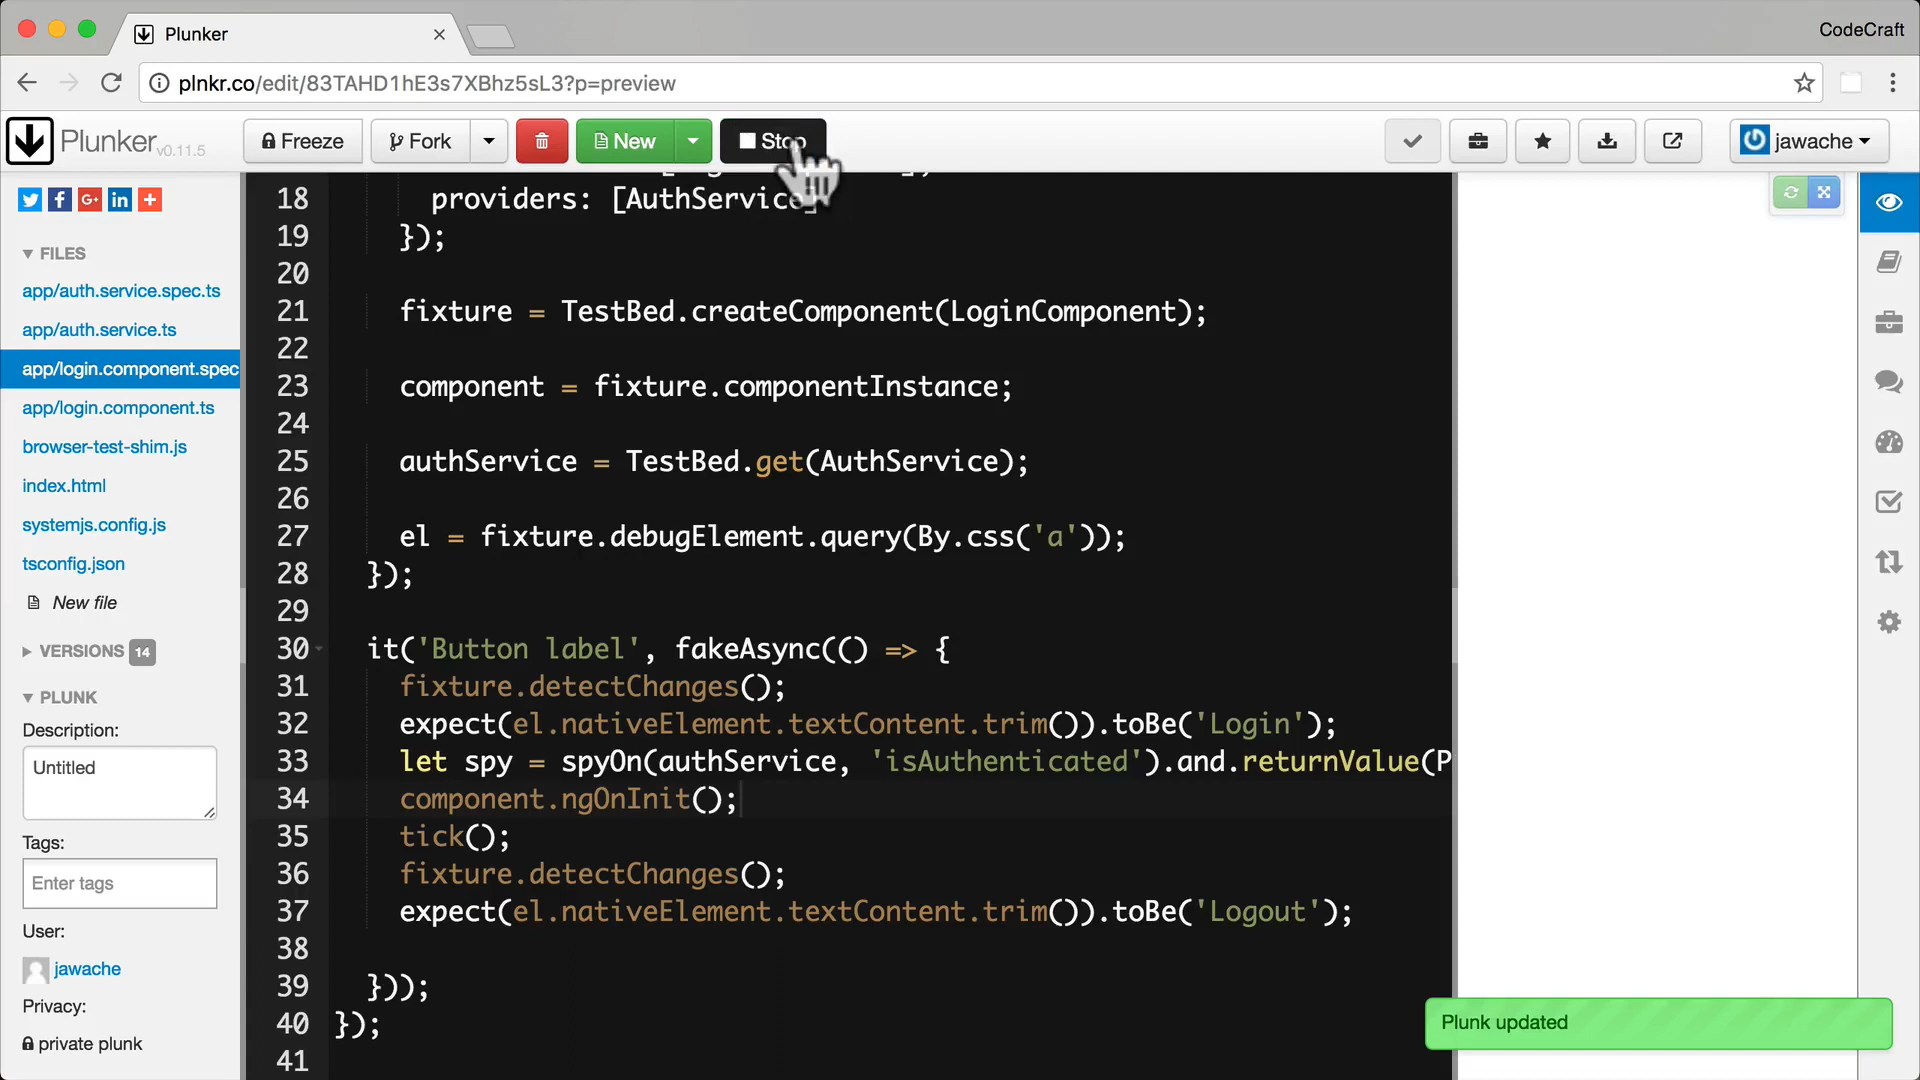 Plunker
CodeCraft
plnkr.co/edit/83TAHD1hE3s7XBhz5sL3?p=preview
Plunker v0.11.5
Freeze
Fork
New
Stop
jawache
FILES
app/auth.service.spec.ts
app/auth.service.ts
app/login.component.spec
app/login.component.ts
browser-test-shim.js
index.html
systemjs.config.js
tsconfig.json
New file
VERSIONS 14
PLUNK
Description:
Untitled
Tags:
Enter tags
User:
jawache
Privacy:
private plunk
18 providers: [AuthService]
19 });
20
21 fixture = TestBed.createComponent(LoginComponent);
22
23 component = fixture.componentInstance;
24
25 authService = TestBed.get(AuthService);
26
27 el = fixture.debugElement.query(By.css('a'));
28 });
29
30 it('Button label', fakeAsync(() => {
31 fixture.detectChanges();
32 expect(el.nativeElement.textContent.trim()).toBe('Login');
33 let spy = spyOn(authService, 'isAuthenticated').and.returnValue(P
34 component.ngOnInit();
35 tick();
36 fixture.detectChanges();
37 expect(el.nativeElement.textContent.trim()).toBe('Logout');
38
39 }));
40 });
41
Plunk updated